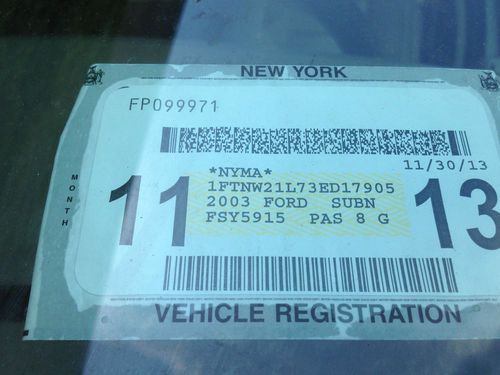 NEW YORK
FP099971
11/30/13
*NYMA*
1FTNW21L73ED17905
2003 FORD SUBN
FSY5915 PAS 8 G
MONTH
11
13
VEHICLE REGISTRATION